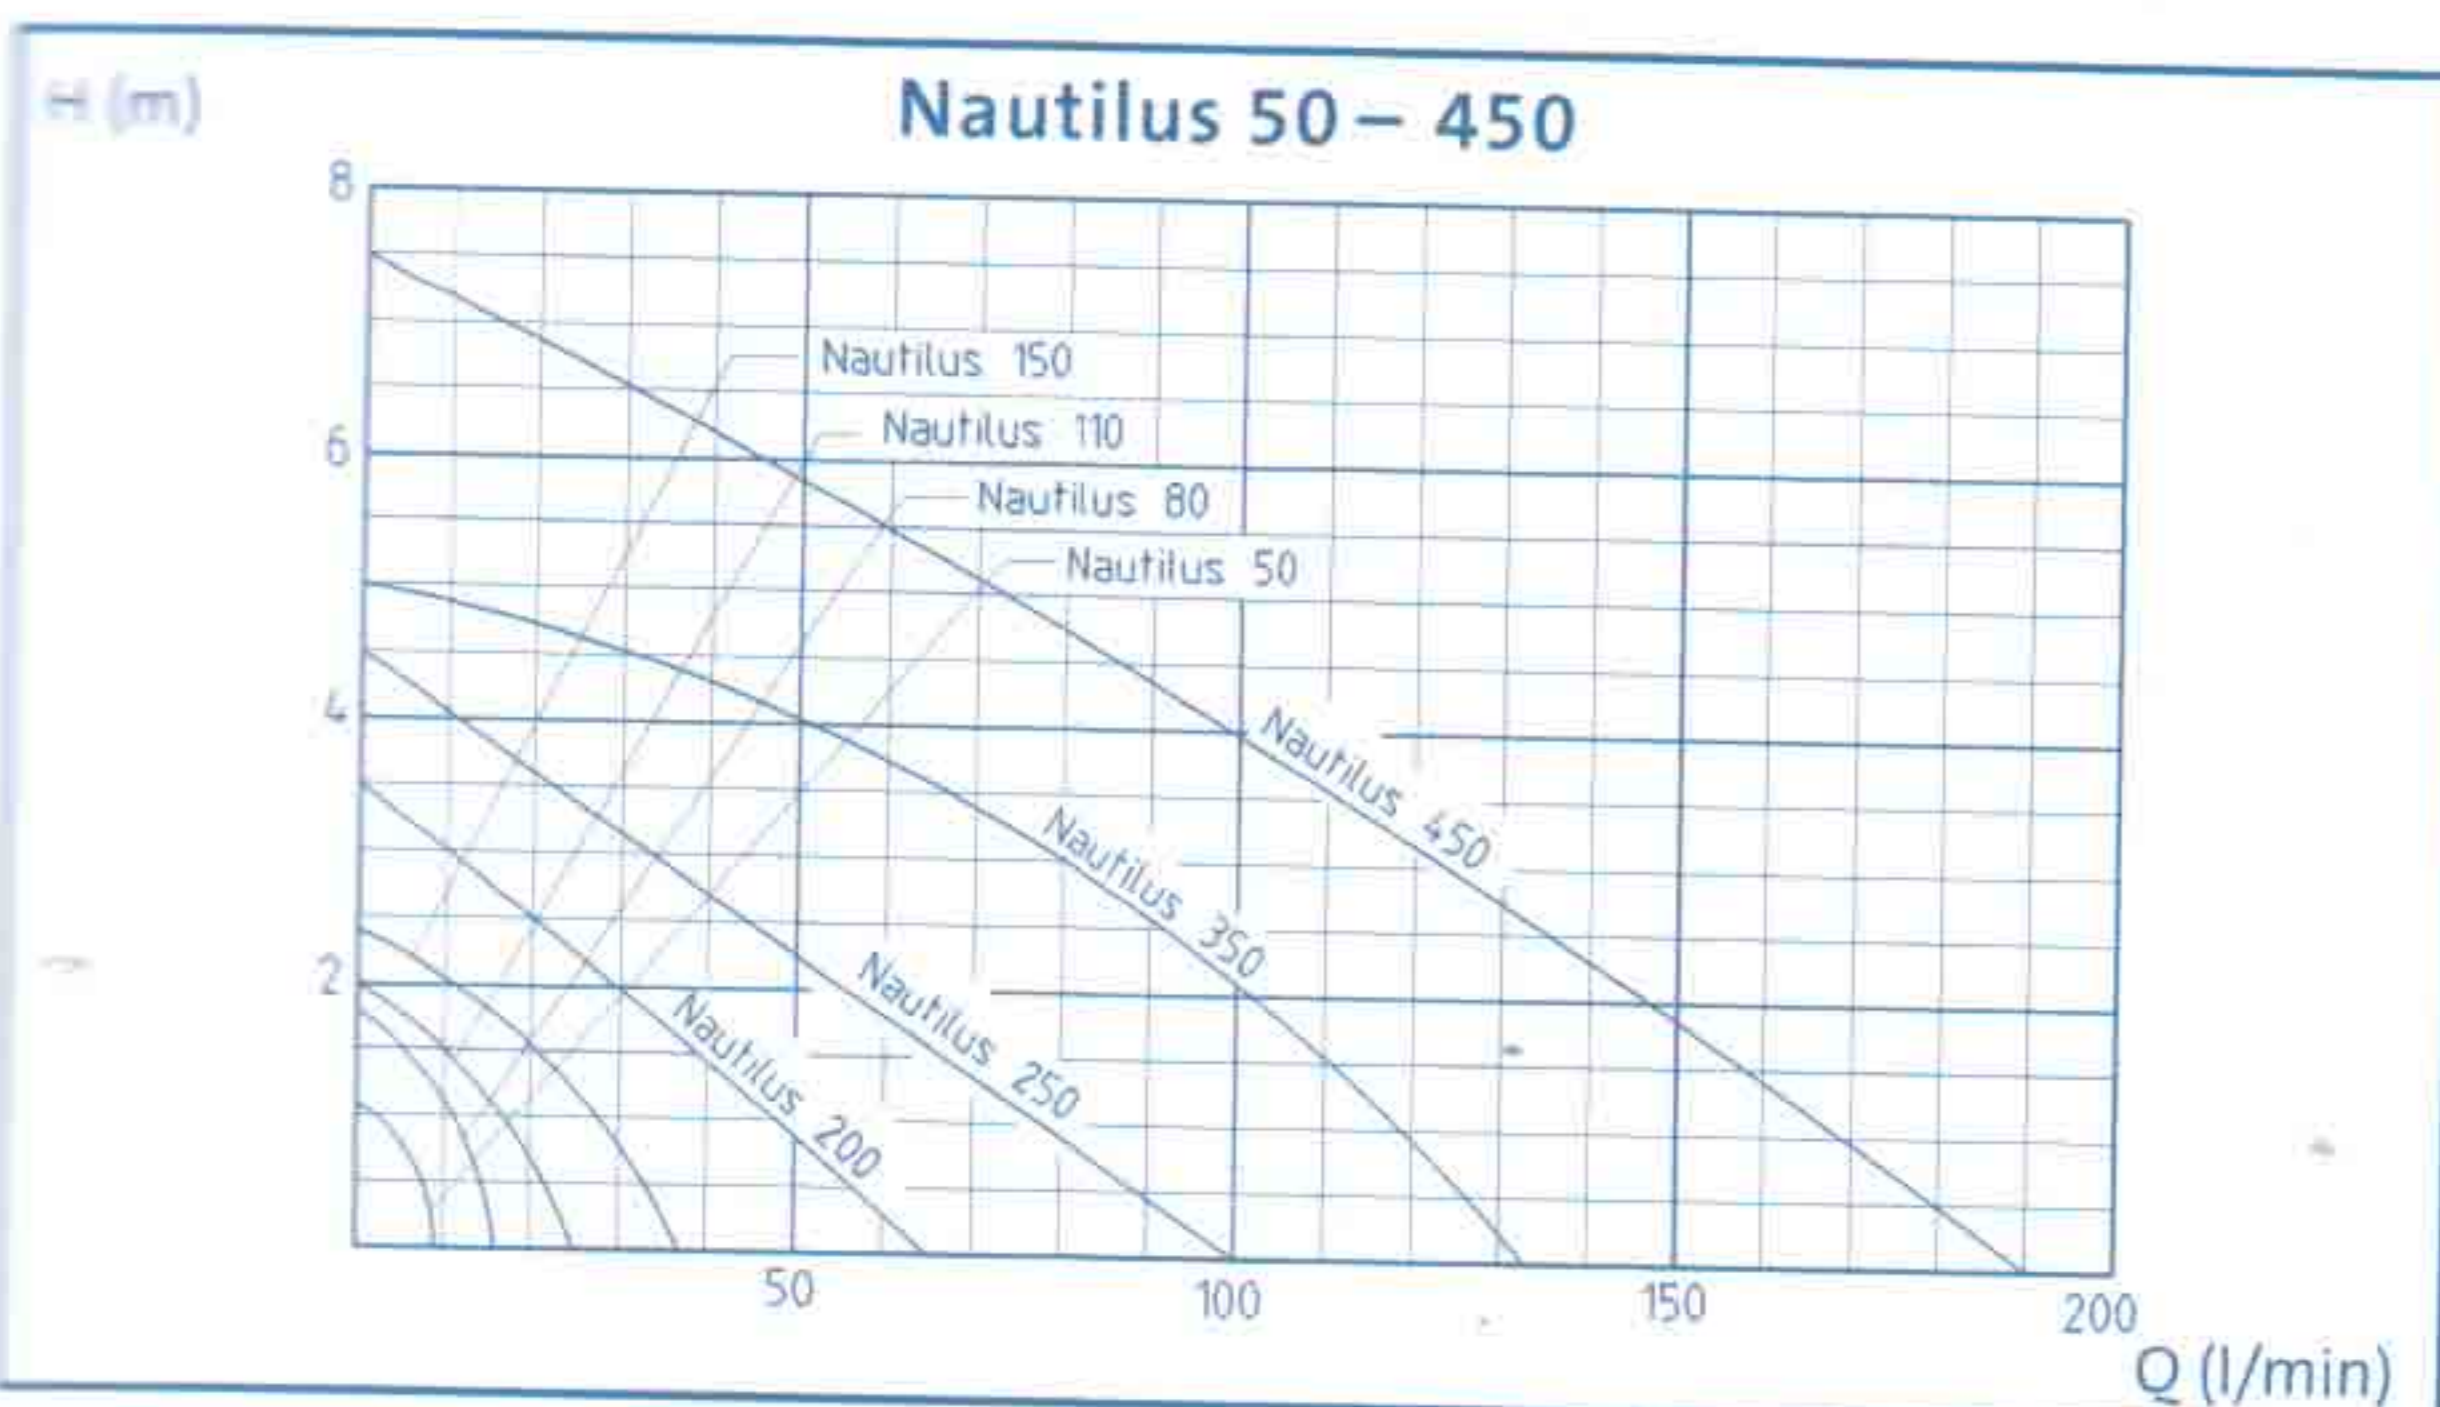 H (m)
Nautilus 50 – 450
8
6
4
2
Nautilus 150
Nautilus 110
Nautilus 80
Nautilus 50
Nautilus 450
Nautilus 350
Nautilus 250
Nautilus 200
50
100
150
200
Q (l/min)